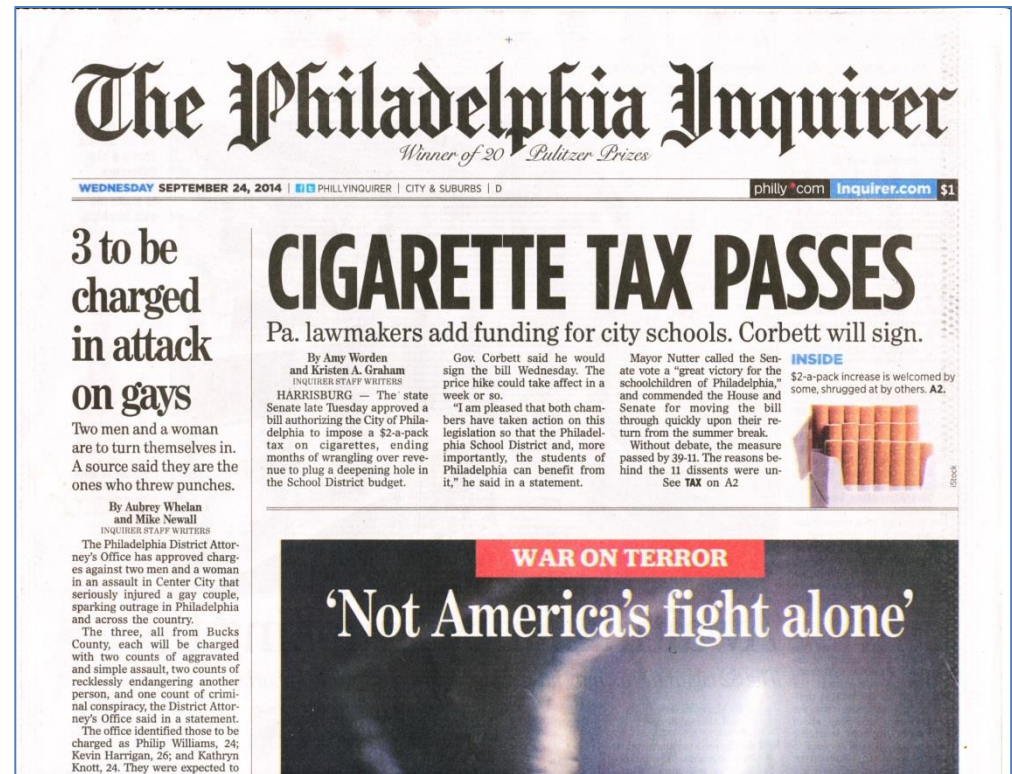 The Philadelphia Inquirer
Winner of 20 Pulitzer Prizes
WEDNESDAY SEPTEMBER 24, 2014 | PHILLYINQUIRER | CITY & SUBURBS | D
philly*com Inquirer.com $1
3 to be
charged
in attack
on gays
Two men and a woman
are to turn themselves in.
A source said they are the
ones who threw punches.
By Aubrey Whelan
and Mike Newall
INQUIRER STAFF WRITERS
The Philadelphia District Attor-
ney's Office has approved charg-
es against two men and a woman
in an assault in Center City that
seriously injured a gay couple,
sparking outrage in Philadelphia
and across the country.
The three, all from Bucks
County, each will be charged
with two counts of aggravated
and simple assault, two counts of
recklessly endangering another
person, and one count of crimi-
nal conspiracy, the District Attor-
ney's Office said in a statement.
The office identified those to be
charged as Philip Williams, 24;
Kevin Harrigan, 26; and Kathryn
Knott, 24. They were expected to
CIGARETTE TAX PASSES
Pa. lawmakers add funding for city schools. Corbett will sign.
By Amy Worden
and Kristen A. Graham
INQUIRER STAFF WRITERS
HARRISBURG — The state
Senate late Tuesday approved a
bill authorizing the City of Phila-
delphia to impose a $2-a-pack
tax on cigarettes, ending
months of wrangling over reve-
nue to plug a deepening hole in
the School District budget.
Gov. Corbett said he would
sign the bill Wednesday. The
price hike could take affect in a
week or so.
"I am pleased that both cham-
bers have taken action on this
legislation so that the Philadel-
phia School District and, more
importantly, the students of
Philadelphia can benefit from
it," he said in a statement.
Mayor Nutter called the Sen-
ate vote a "great victory for the
schoolchildren of Philadelphia,"
and commended the House and
Senate for moving the bill
through quickly upon their re-
turn from the summer break.
Without debate, the measure
passed by 39-11. The reasons be-
hind the 11 dissents were un-
See TAX on A2
INSIDE
$2-a-pack increase is welcomed by
some, shrugged at by others. A2.
iStock
WAR ON TERROR
'Not America's fight alone'